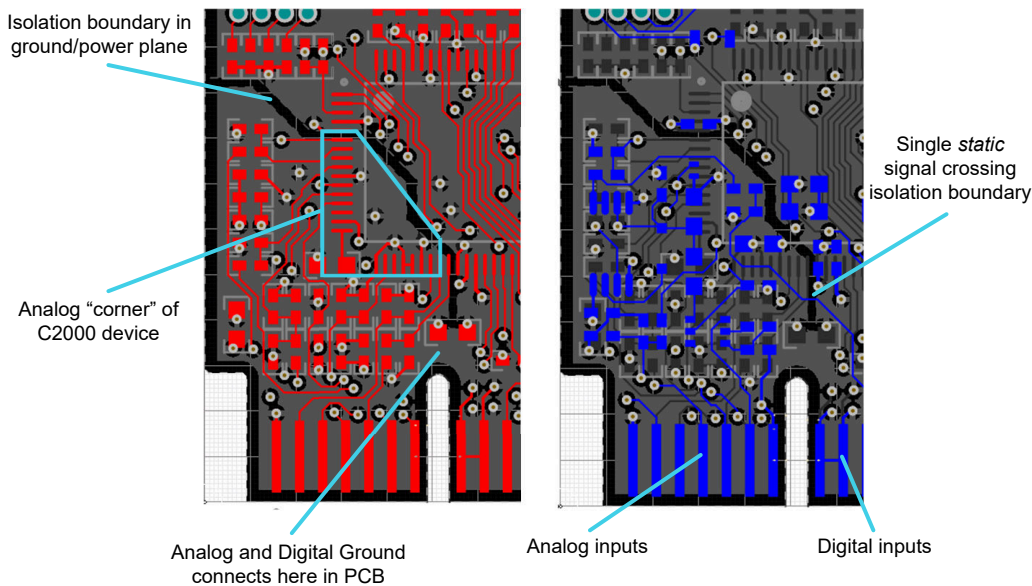 Isolation boundary in
ground/power plane
Single static
signal crossing
isolation boundary
Analog “corner” of
C2000 device
Analog and Digital Ground
connects here in PCB
Analog inputs
Digital inputs